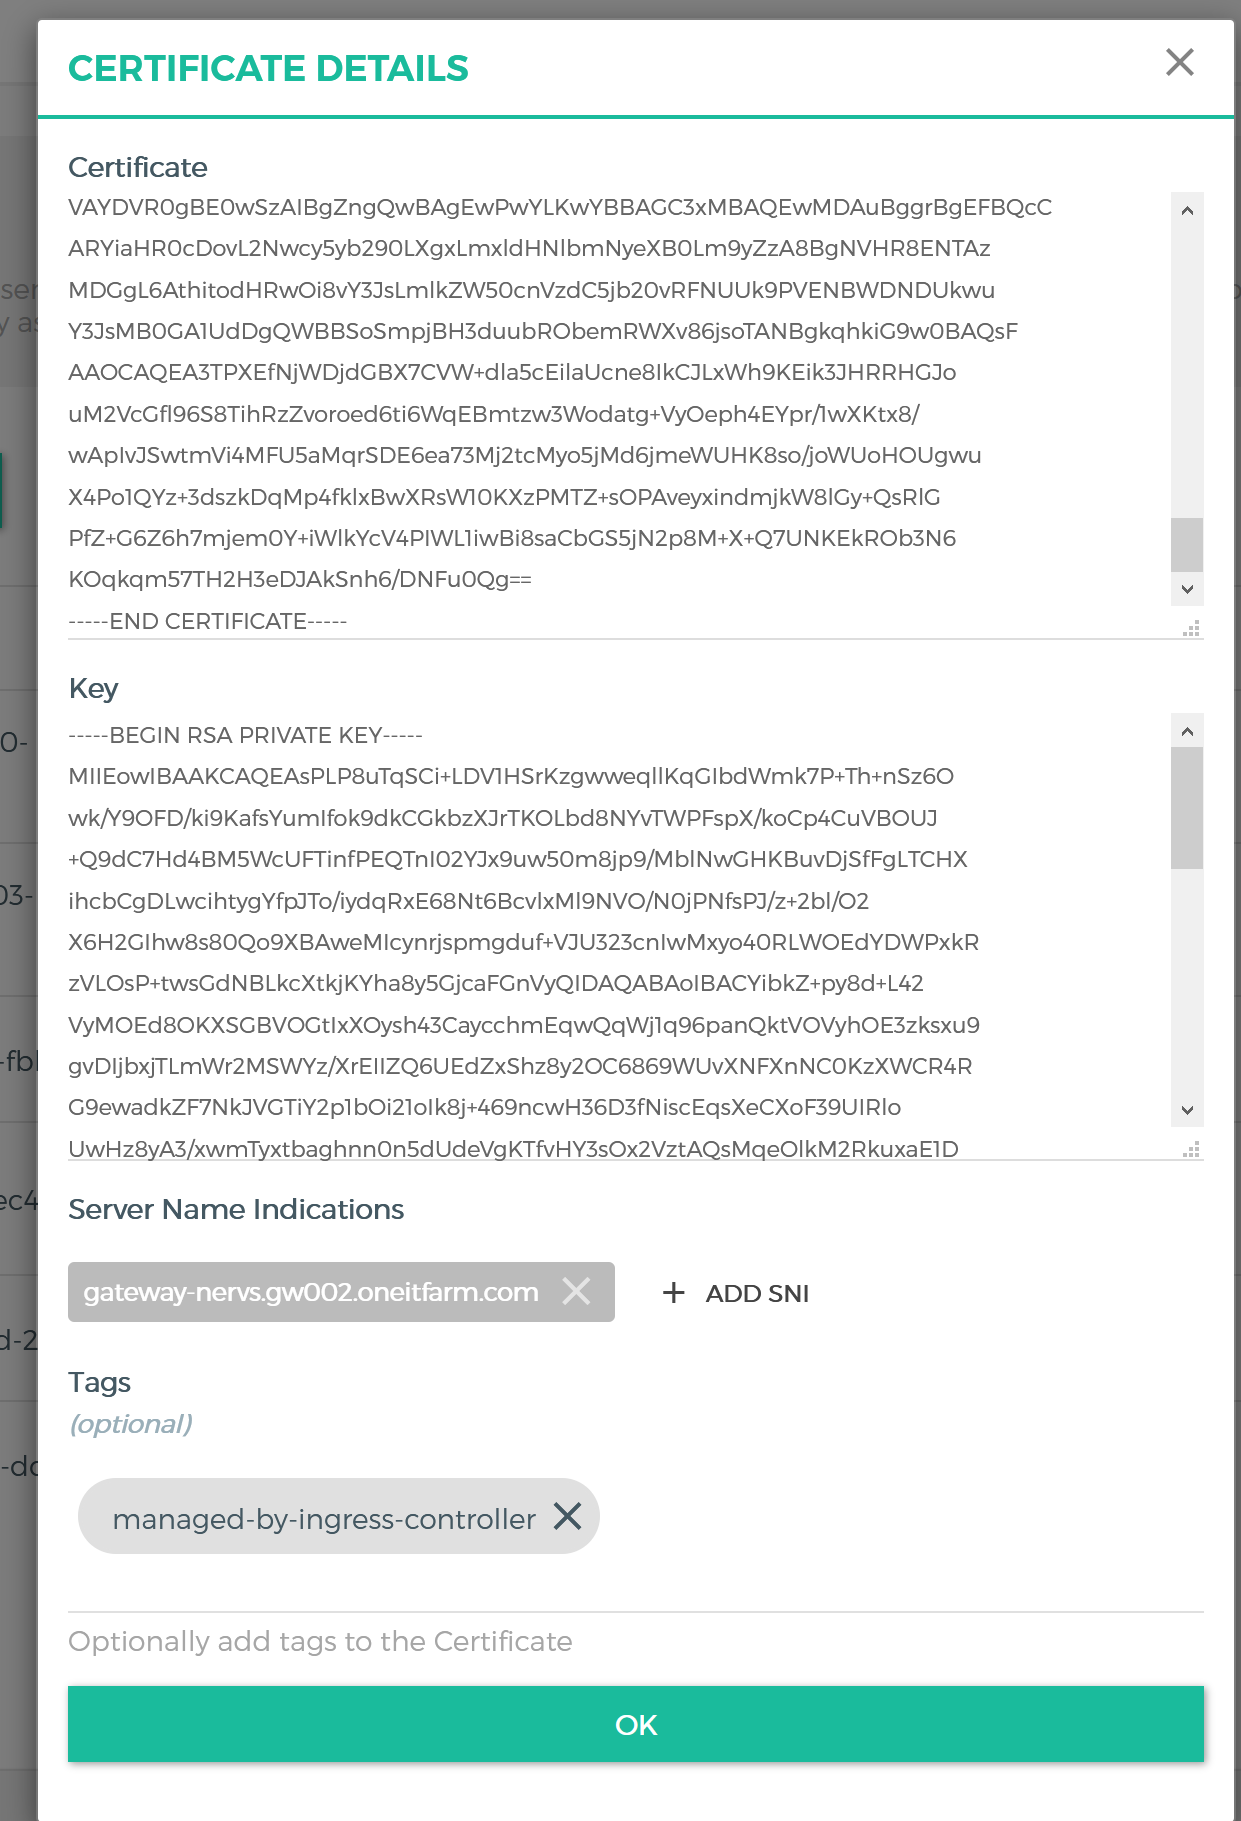 CERTIFICATE DETAILS
Certificate
VAYDVR0gBE0wSzAIBgZngQwBAgEwPwYLKwYBBAGC3xMBAQEwMDAuBggrBgEFBQcC
ARYiaHR0cDovL2Nwcy5yb290LXgxLmxldHNlbmNyeXB0Lm9yZzA8BgNVHR8ENTAz
MDGgL6AthitodHRwOi8vY3JsLmlkZW50cnVzdC5jb20vRFNUUk9PVENBWDNDUkwu
Y3JsMB0GA1UdDgQWBBSoSmpjBH3duubRObemRWXv86jsoTANBgkqhkiG9w0BAQsF
AAOCAQEA3TPXEfNjWDjdGBX7CVW+dla5cEilaUcne8IkCJLxWh9KEik3JHRRHGJo
uM2VcGfl96S8TihRzZvoroed6ti6WqEBmtzw3Wodatg+VyOeph4EYpr/1wXKtx8/
wApIvJSwtmVi4MFU5aMqrSDE6ea73Mj2tcMyo5jMd6jmeWUHK8so/joWUoHOUgwu
X4Po1QYz+3dszkDqMp4fklxBwXRsW10KXzPMTZ+sOPAveyxindmjkW8lGy+QsRlG
PfZ+G6Z6h7mjem0Y+iWlkYcV4PIWL1iwBi8saCbGS5jN2p8M+X+Q7UNKEkROb3N6
KOqkqm57TH2H3eDJAkSnh6/DNFu0Qg==
-----END CERTIFICATE-----
Key
-----BEGIN RSA PRIVATE KEY-----
MIIEowIBAAKCAQEAsPLP8uTqSCi+LDV1HSrKzgwweqllKqGIbdWmk7P+Th+nSz6O
wk/Y9OFD/ki9KafsYumIfok9dkCGkbzXJrTKOLbd8NYvTWPFspX/koCp4CuVBOUJ
+Q9dC7Hd4BM5WcUFTinfPEQTnI02YJx9uw50m8jp9/MblNwGHKBuvDjSfFgLTCHX
ihcbCgDLwcihtygYfpJTo/iydqRxE68Nt6BcvlxMl9NVO/N0jPNfsPJ/z+2bl/O2
X6H2GIhw8s80Qo9XBAweMIcynrjspmgduf+VJU323cnIwMxyo40RLWOEdYDWPxkR
zVLOsP+twsGdNBLkcXtkjKYha8y5GjcaFGnVyQIDAQABAoIBACYibkZ+py8d+L42
VyMOEd8OKXSGBVOGtIxXOysh43CaycchmEqwQqWj1q96panQktVOVyhOE3zksxu9
gvDIjbxjTLmWr2MSWYz/XrEIIZQ6UEdZxShz8y2OC6869WUvXNFXnNC0KzXWCR4R
G9ewadkZF7NkJVGTiY2p1bOi21oIk8j+469ncwH36D3fNiscEqsXeCXoF39UIRlo
UwHz8yA3/xwmTyxtbaghnn0n5dUdeVgKTfvHY3sOx2VztAQsMqeOlkM2RkuxaE1D
Server Name Indications
gateway-nervs.gw002.oneitfarm.com
ADD SNI
Tags
(optional)
managed-by-ingress-controller
Optionally add tags to the Certificate
OK